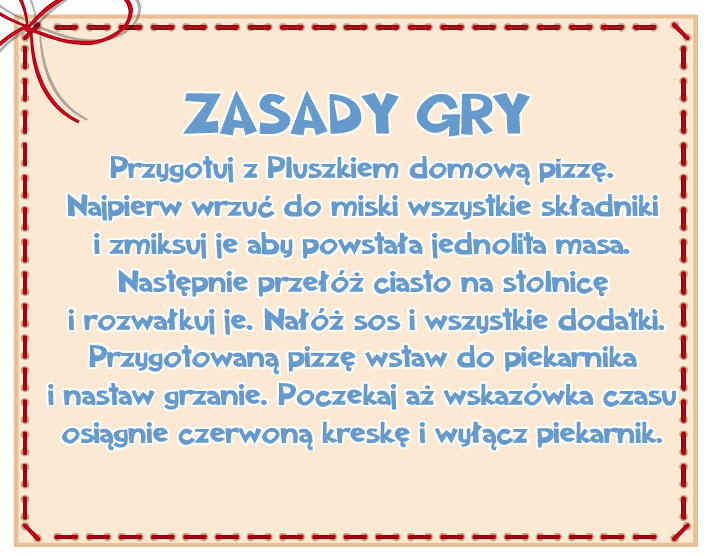 ZASADY GRY
Przygotuj z Pluszkiem domową pizzę.
Najpierw wrzuć do miski wszystkie składniki
i zmiksuj je aby powstała jednolita masa.
Następnie przełóż ciasto na stolnicę
i rozwałkuj je. Nałóż sos i wszystkie dodatki.
Przygotowaną pizzę wstaw do piekarnika
i nastaw grzanie. Poczekaj aż wskazówka czasu
osiągnie czerwoną kreskę i wyłącz piekarnik.